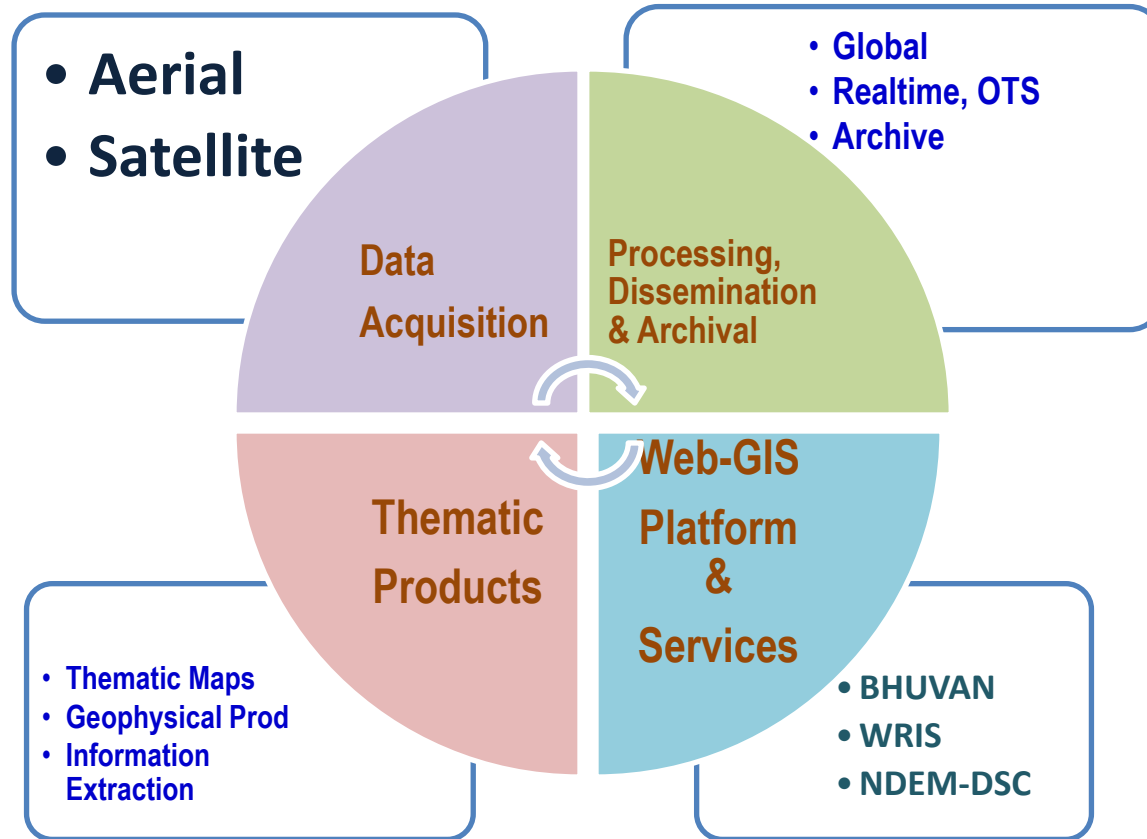 • Aerial
• Satellite
• Global
• Realtime, OTS
• Archive
Data
Acquisition
Processing,
Dissemination
& Archival
Thematic
Products
Web-GIS
Platform
&
Services
• Thematic Maps
• Geophysical Prod
• Information
Extraction
• BHUVAN
• WRIS
• NDEM-DSC